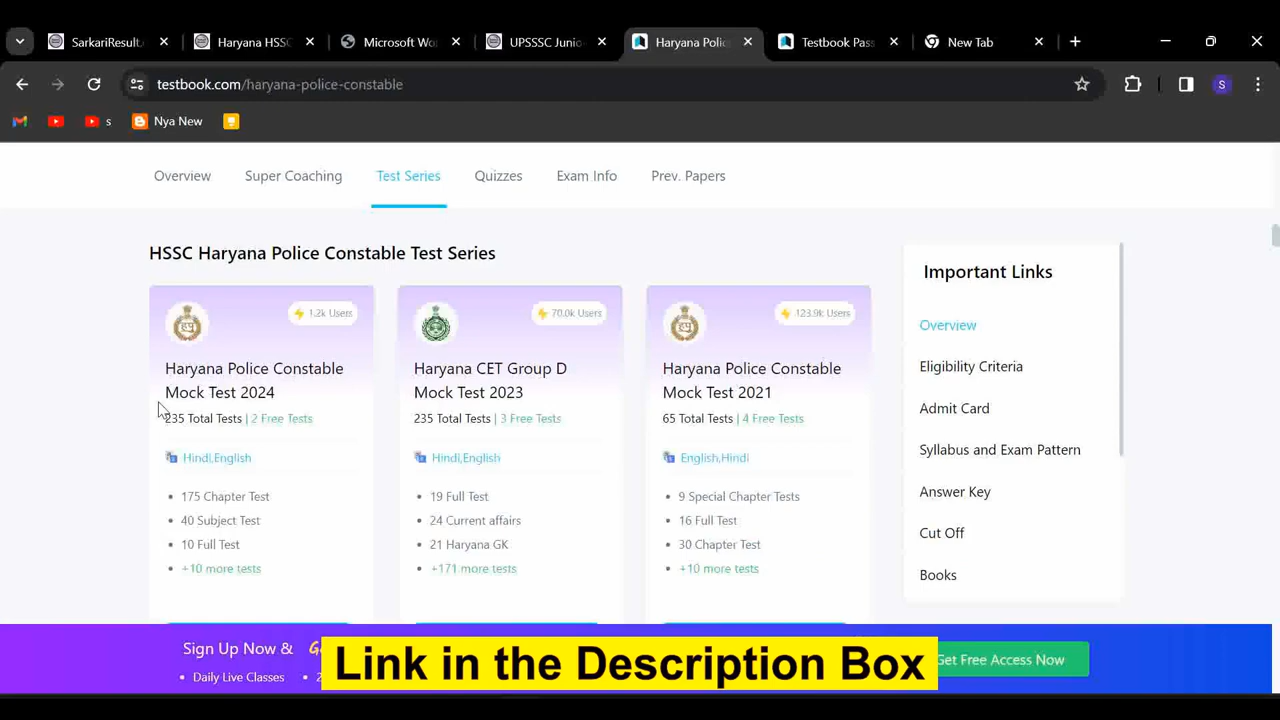 SarkariResult.
Haryana HSSC
Microsoft Wo
UPSSSC Junio
Haryana Polic
Testbook Pass
New Tab
testbook.com/haryana-police-constable
S
s
Nya New
Overview
Super Coaching
Test Series
Quizzes
Exam Info
Prev. Papers
HSSC Haryana Police Constable Test Series
1.2k Users
Haryana Police Constable
Mock Test 2024
235 Total Tests | 2 Free Tests
Hindi,English
175 Chapter Test
40 Subject Test
10 Full Test
+10 more tests
70.0k Users
Haryana CET Group D
Mock Test 2023
235 Total Tests | 3 Free Tests
Hindi,English
19 Full Test
24 Current affairs
21 Haryana GK
+171 more tests
123.9k Users
Haryana Police Constable
Mock Test 2021
65 Total Tests | 4 Free Tests
English,Hindi
9 Special Chapter Tests
16 Full Test
30 Chapter Test
+10 more tests
Important Links
Overview
Eligibility Criteria
Admit Card
Syllabus and Exam Pattern
Answer Key
Cut Off
Books
Sign Up Now &
• Daily Live Classes
Link in the Description Box
Get Free Access Now